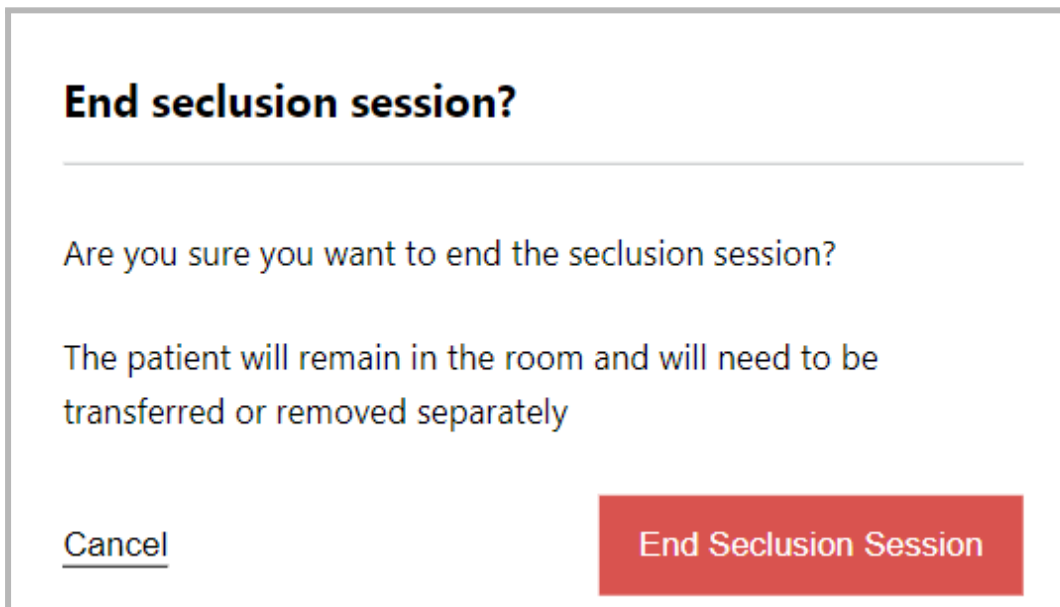 End seclusion session?
Are you sure you want to end the seclusion session?
The patient will remain in the room and will need to be
transferred or removed separately
Cancel
End Seclusion Session